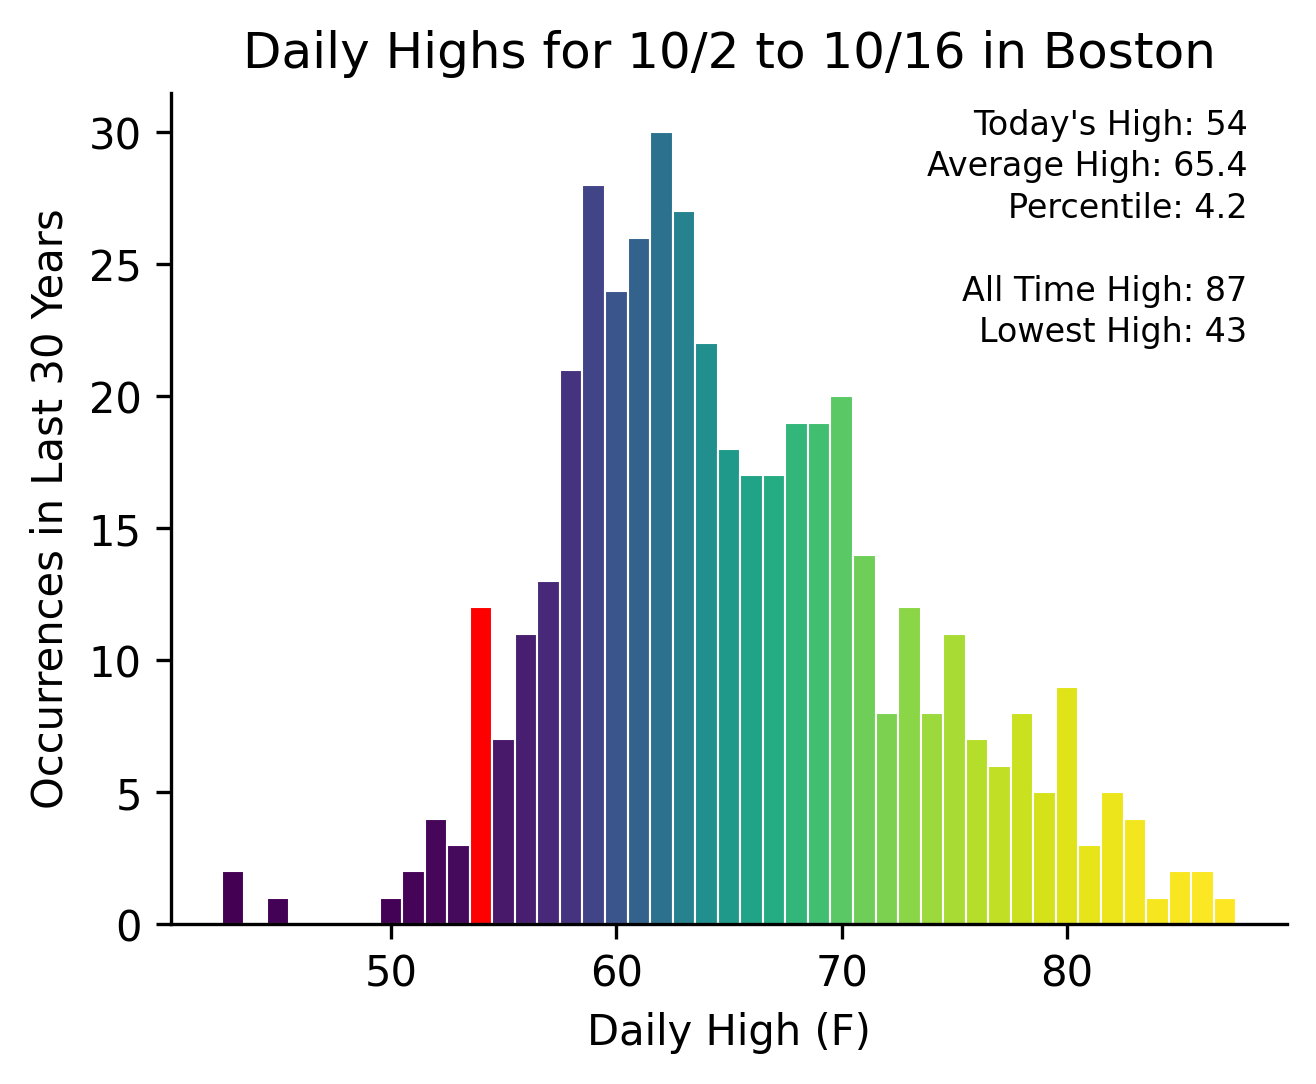 Daily Highs for 10/2 to 10/16 in Boston
Today's High: 54
Average High: 65.4
Percentile: 4.2
All Time High: 87
Lowest High: 43
Occurrences in Last 30 Years
30
25
20
15
10
5
0
50 60 70 80
Daily High (F)